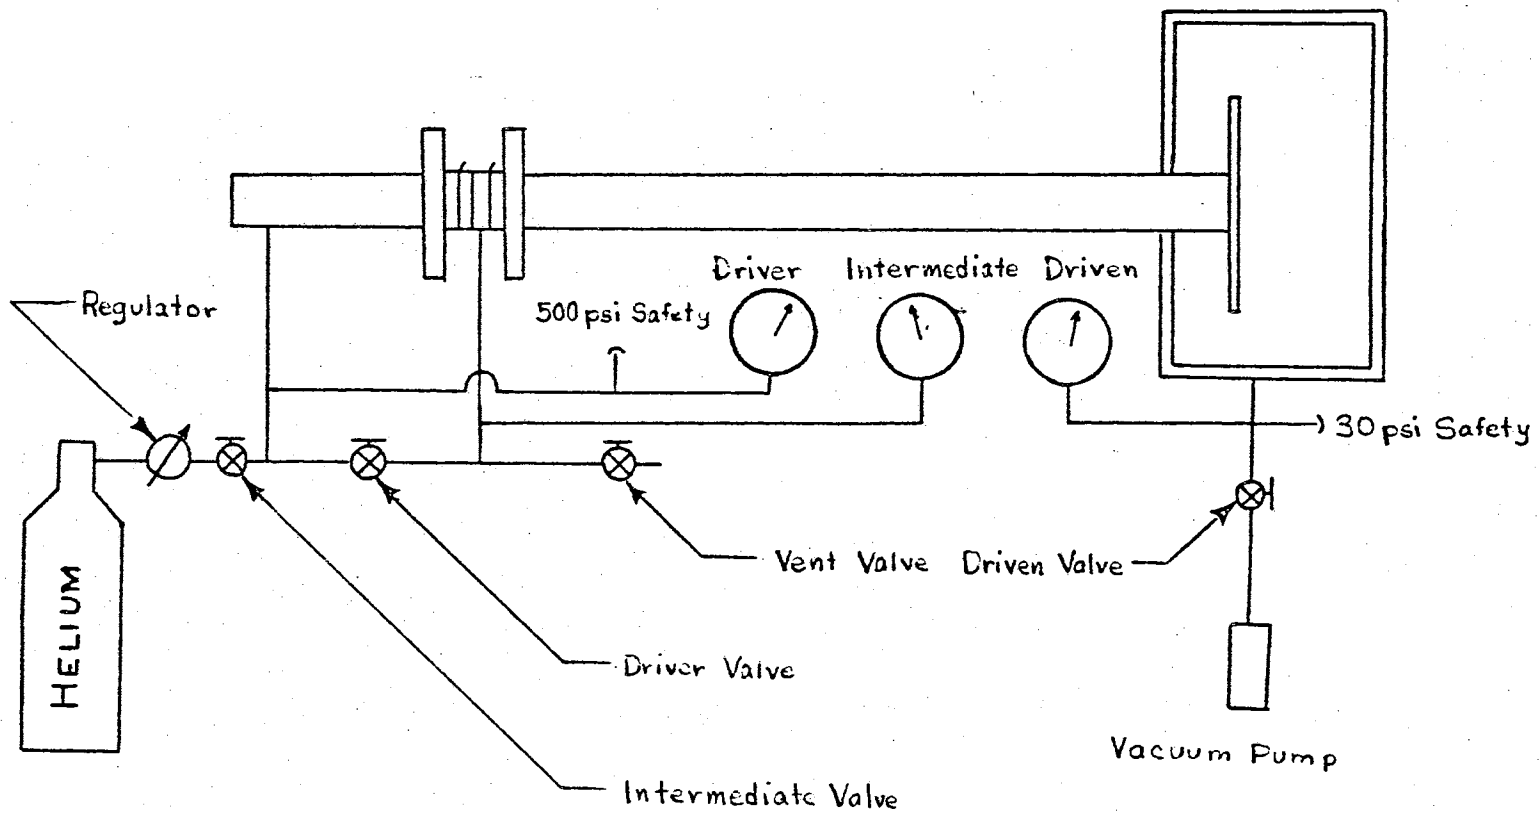 Driver
Intermediate
Driven
Regulator
500 psi Safety
30 psi Safety
Vent Valve
Driven Valve
HELIUM
Driver Valve
Vacuum Pump
Intermediate Valve